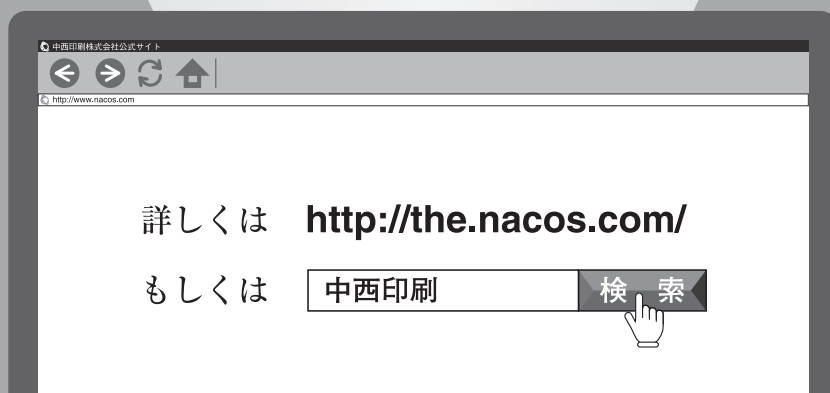 中西印刷株式会社公式サイト
http://www.nacos.com
詳しくは http://the.nacos.com/
もしくは 中西印刷 検 索